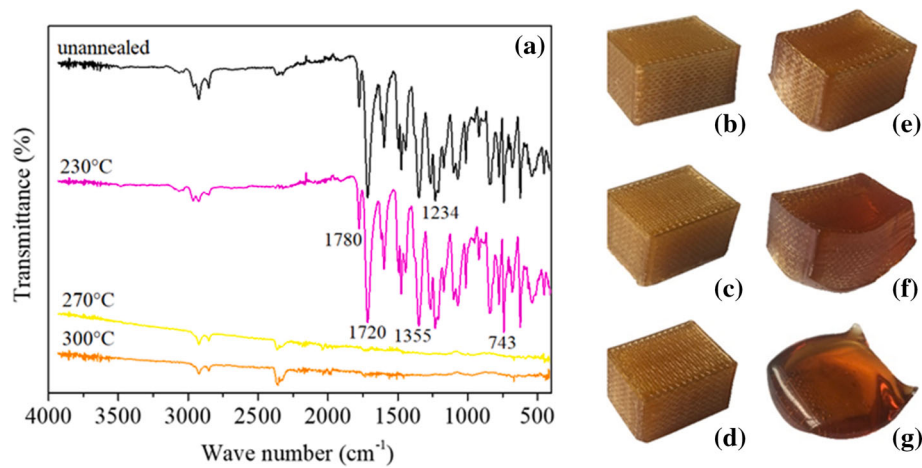 unannealed
(a)
230°C
1780
1234
1720
1355
743
270°C
300°C
4000
3500
3000
2500
2000
1500
1000
500
Wave number (cm⁻¹)
Transmittance (%)
(b)
(e)
(c)
(f)
(d)
(g)